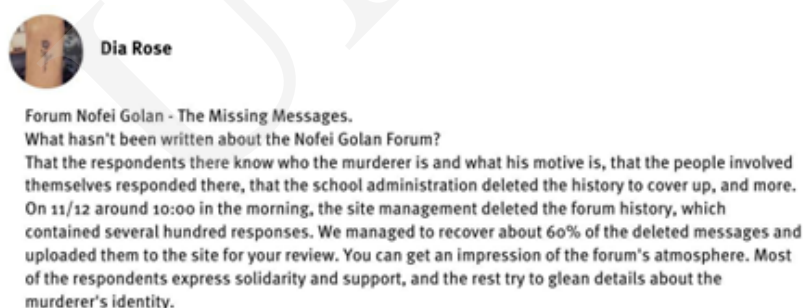 Dia Rose
Forum Nofei Golan - The Missing Messages.
What hasn't been written about the Nofei Golan Forum?
That the respondents there know who the murderer is and what his motive is, that the people involved
themselves responded there, that the school administration deleted the history to cover up, and more.
On 11/12 around 10:00 in the morning, the site management deleted the forum history, which
contained several hundred responses. We managed to recover about 60% of the deleted messages and
uploaded them to the site for your review. You can get an impression of the forum's atmosphere. Most
of the respondents express solidarity and support, and the rest try to glean details about the
murderer's identity.